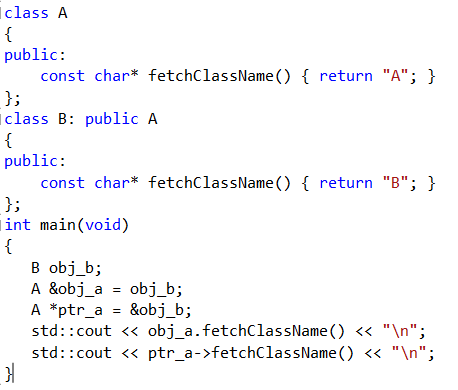 class A
{
public:
    const char* fetchClassName() { return "A"; }
};
class B: public A
{
public:
    const char* fetchClassName() { return "B"; }
};
int main(void)
{
   B obj_b;
   A &obj_a = obj_b;
   A *ptr_a = &obj_b;
   std::cout << obj_a.fetchClassName() << "\n";
   std::cout << ptr_a->fetchClassName() << "\n";
}